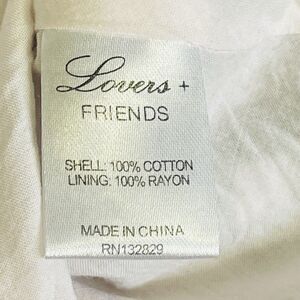 Lovers +
FRIENDS
SHELL: 100% COTTON
LINING: 100% RAYON
MADE IN CHINA
RN132829